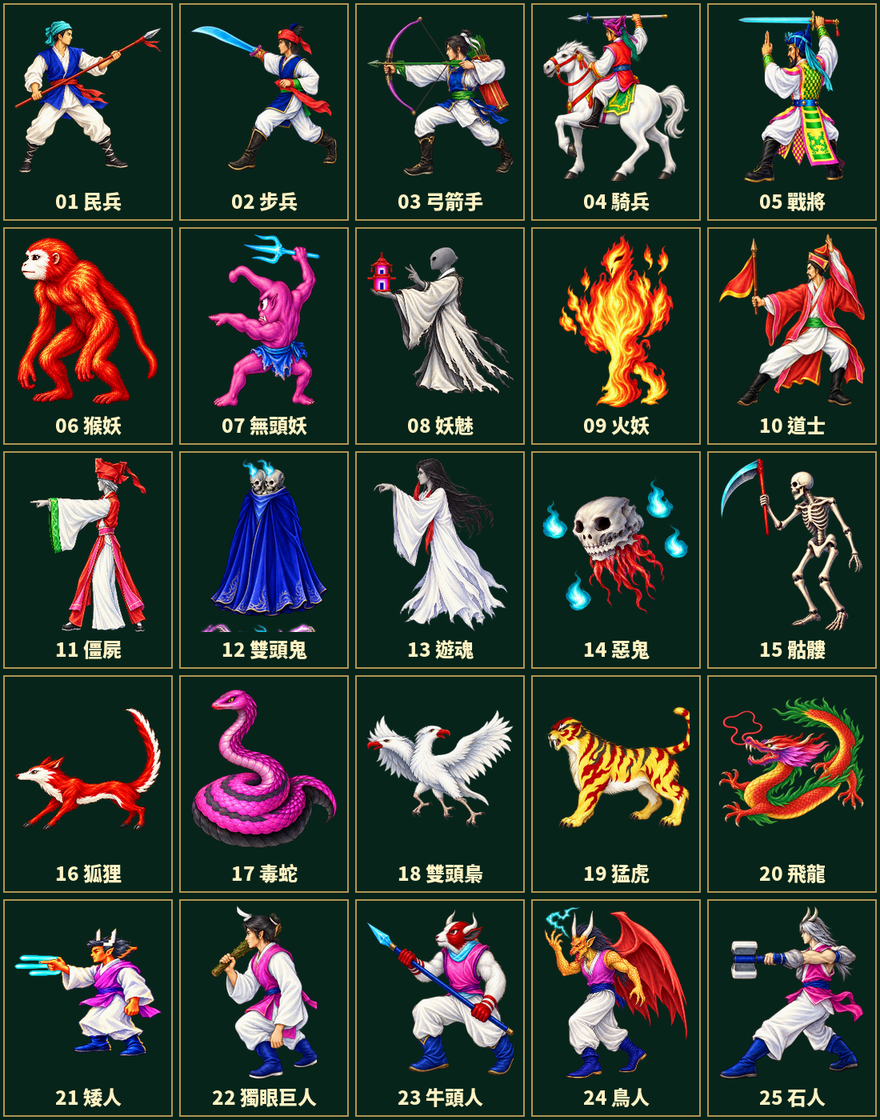 01 民兵
02 步兵
03 弓箭手
04 騎兵
05 戰將
06 猴妖
07 無頭妖
08 妖魅
09 火妖
10 道士
11 僵屍
12 雙頭鬼
13 遊魂
14 惡鬼
15 骷髏
16 狐狸
17 毒蛇
18 雙頭梟
19 猛虎
20 飛龍
21 矮人
22 獨眼巨人
23 牛頭人
24 鳥人
25 石人